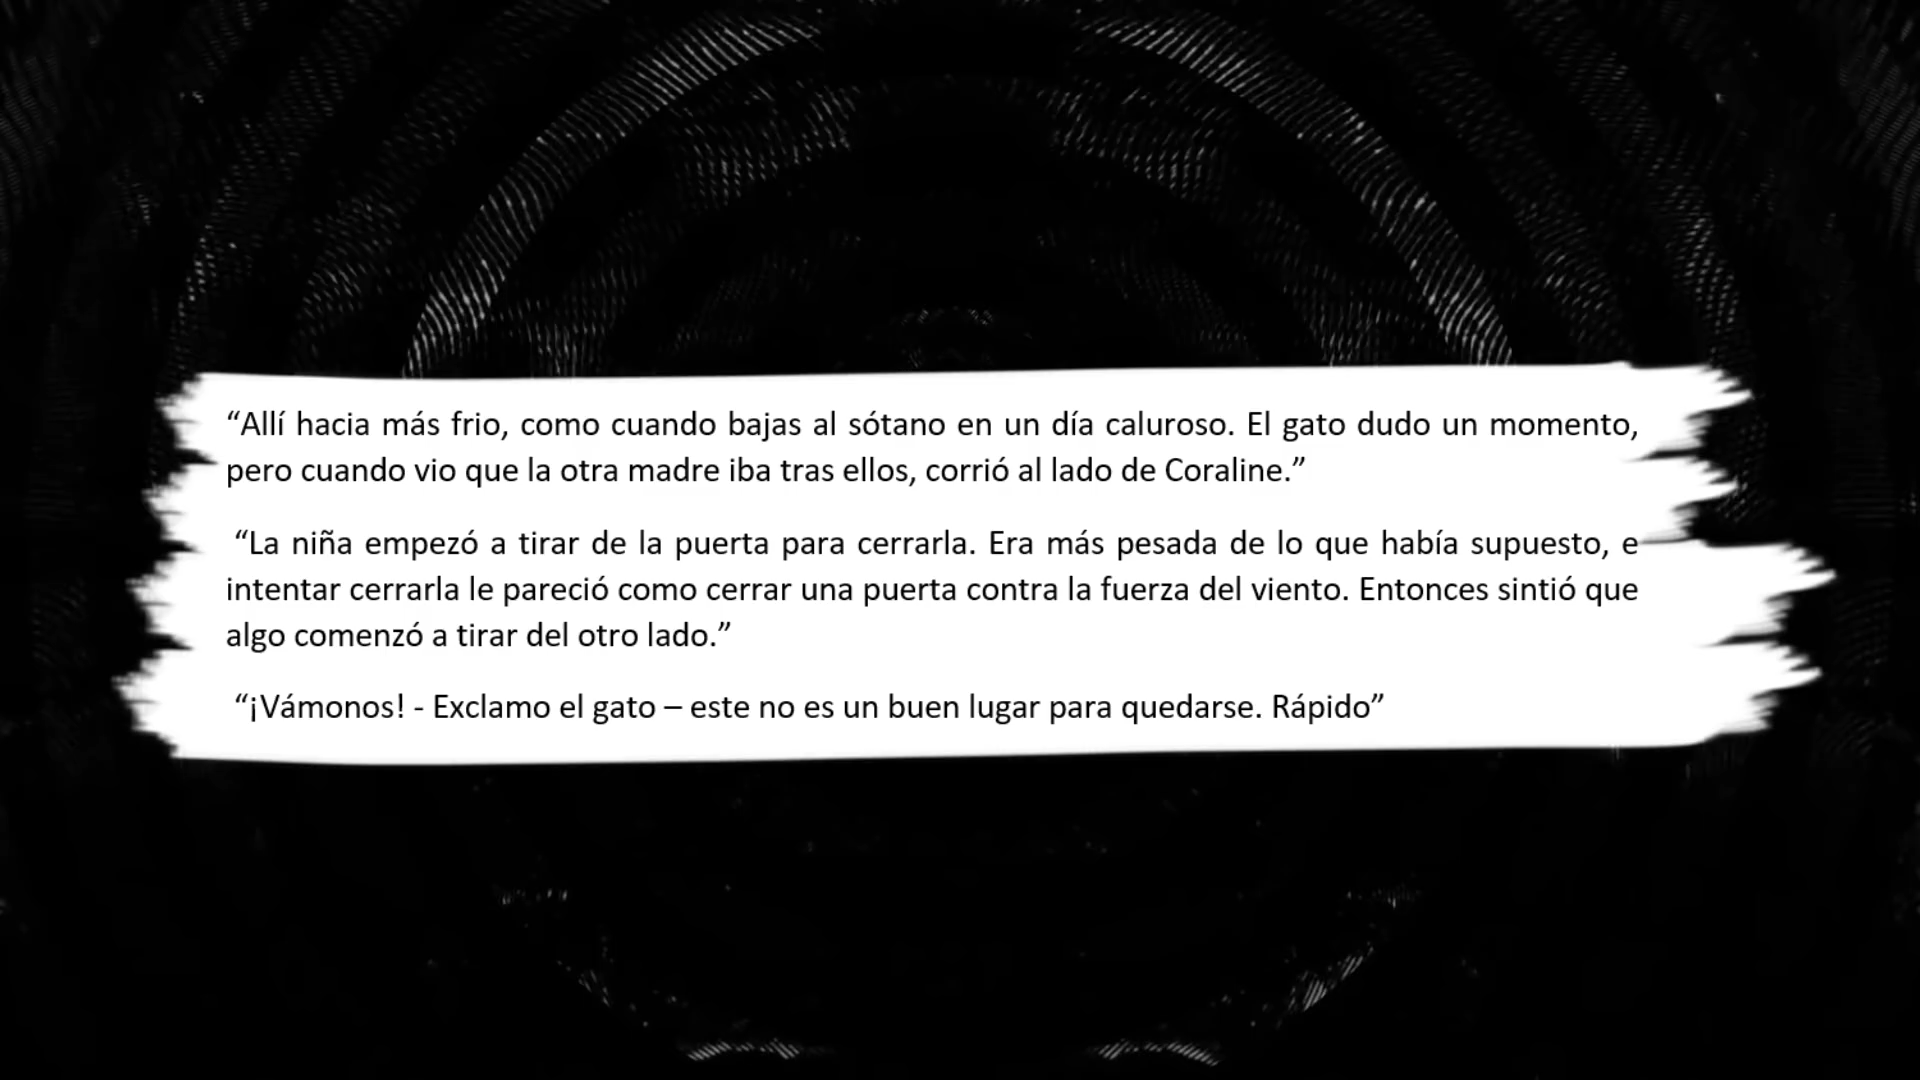 “Allí hacia más frio, como cuando bajas al sótano en un día caluroso. El gato dudo un momento,
pero cuando vio que la otra madre iba tras ellos, corrió al lado de Coraline.”
“La niña empezó a tirar de la puerta para cerrarla. Era más pesada de lo que había supuesto, e
intentar cerrarla le pareció como cerrar una puerta contra la fuerza del viento. Entonces sintió que
algo comenzó a tirar del otro lado.”
“¡Vámonos! - Exclamo el gato – este no es un buen lugar para quedarse. Rápido”